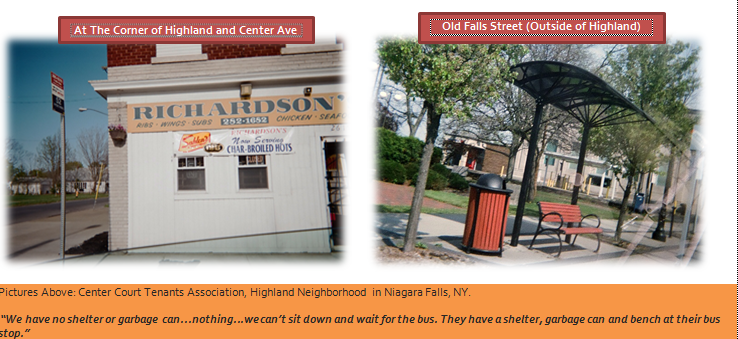 At The Corner of Highland and Center Ave
Old Falls Street (Outside of Highland)
RICHARDSON'S
RIBS - WINGS - SUBS
252-1652
CHICKEN - SEAF
RICHARDSON'S
Sahlen's
Now Serving
CHAR-BROILED HOTS
Pictures Above: Center Court Tenants Association, Highland Neighborhood in Niagara Falls, NY.
"We have no shelter or garbage can...nothing...we can't sit down and wait for the bus. They have a shelter, garbage can and bench at their bus
stop."